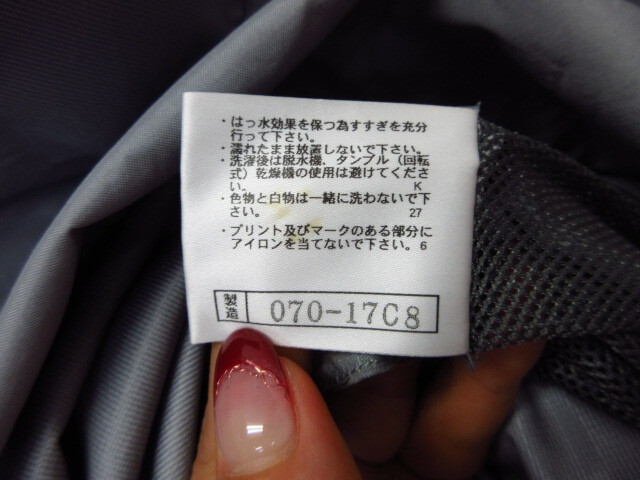 ・はっ水効果を保つ為すすぎを充分
行って下さい。
・濡れたまま放置しないで下さい。
・洗濯後は脱水機、タンブル（回転
式）乾燥機の使用は避けてくださ
い。 K
・色物と白物は一緒に洗わないで下
さい。 27
・プリント及びマークのある部分に
アイロンを当てないで下さい。6
製造 070-17C8